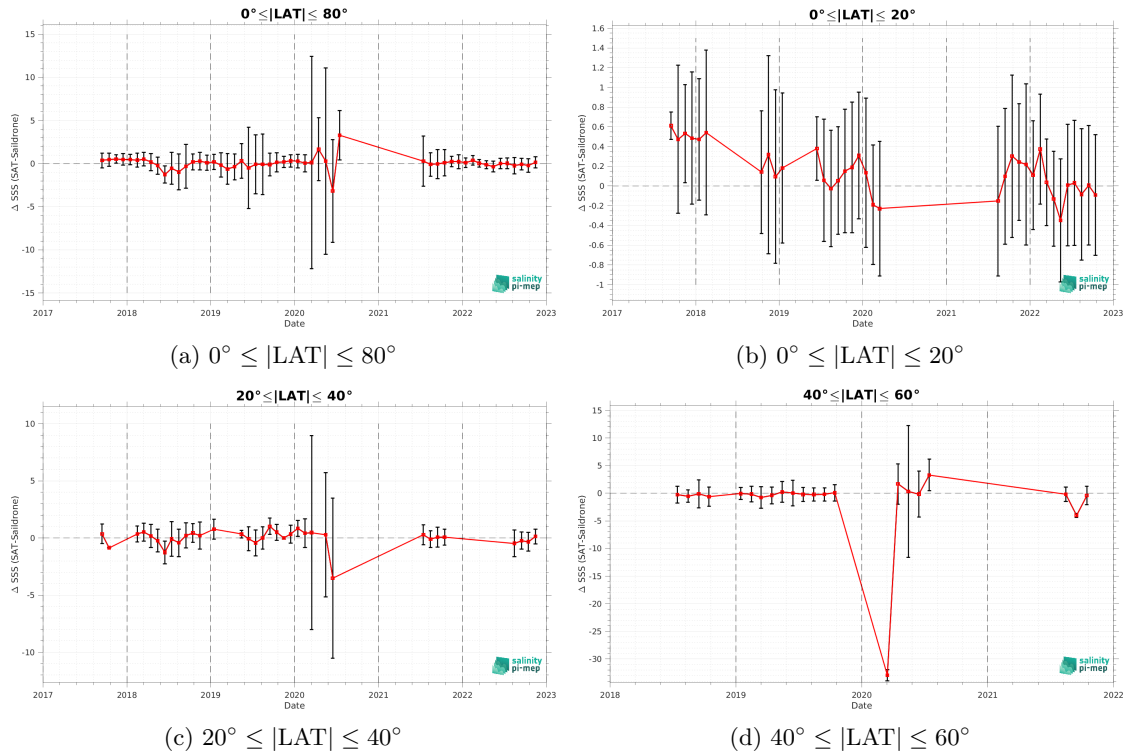 0°≤|LAT|≤ 80°
Δ SSS (SAT-Saildrone)
15
10
5
0
-5
-10
-15
2017 2018 2019 2020 2021 2022 2023
Date
salinity
pi-mep
(a) 0° ≤ |LAT| ≤ 80°
0°≤|LAT|≤ 20°
Δ SSS (SAT-Saildrone)
1.6
1.4
1.2
1
0.8
0.6
0.4
0.2
0
-0.2
-0.4
-0.6
-0.8
-1
2017 2018 2019 2020 2021 2022 2023
Date
salinity
pi-mep
(b) 0° ≤ |LAT| ≤ 20°
20°≤|LAT|≤ 40°
Δ SSS (SAT-Saildrone)
10
5
0
-5
-10
2017 2018 2019 2020 2021 2022 2023
Date
salinity
pi-mep
(c) 20° ≤ |LAT| ≤ 40°
40°≤|LAT|≤ 60°
Δ SSS (SAT-Saildrone)
15
10
5
0
-5
-10
-15
-20
-25
-30
2018 2019 2020 2021 2022
Date
salinity
pi-mep
(d) 40° ≤ |LAT| ≤ 60°